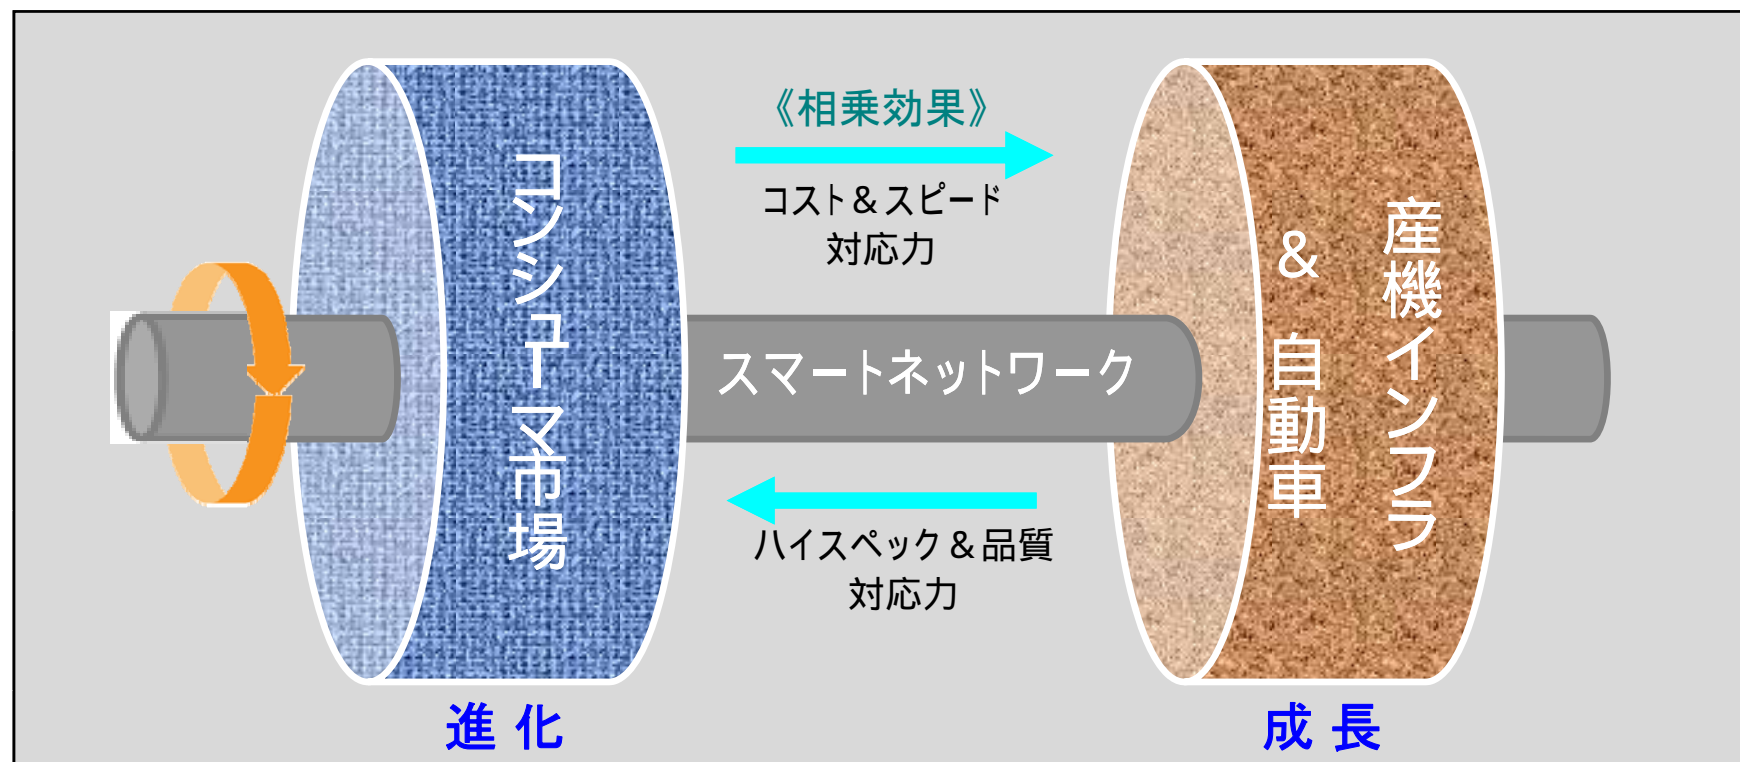 《相乗効果》
コスト&スピード
対応力
コンシューマ市場
産機インフラ
& 自動車
スマートネットワーク
ハイスペック&品質
対応力
進化
成長